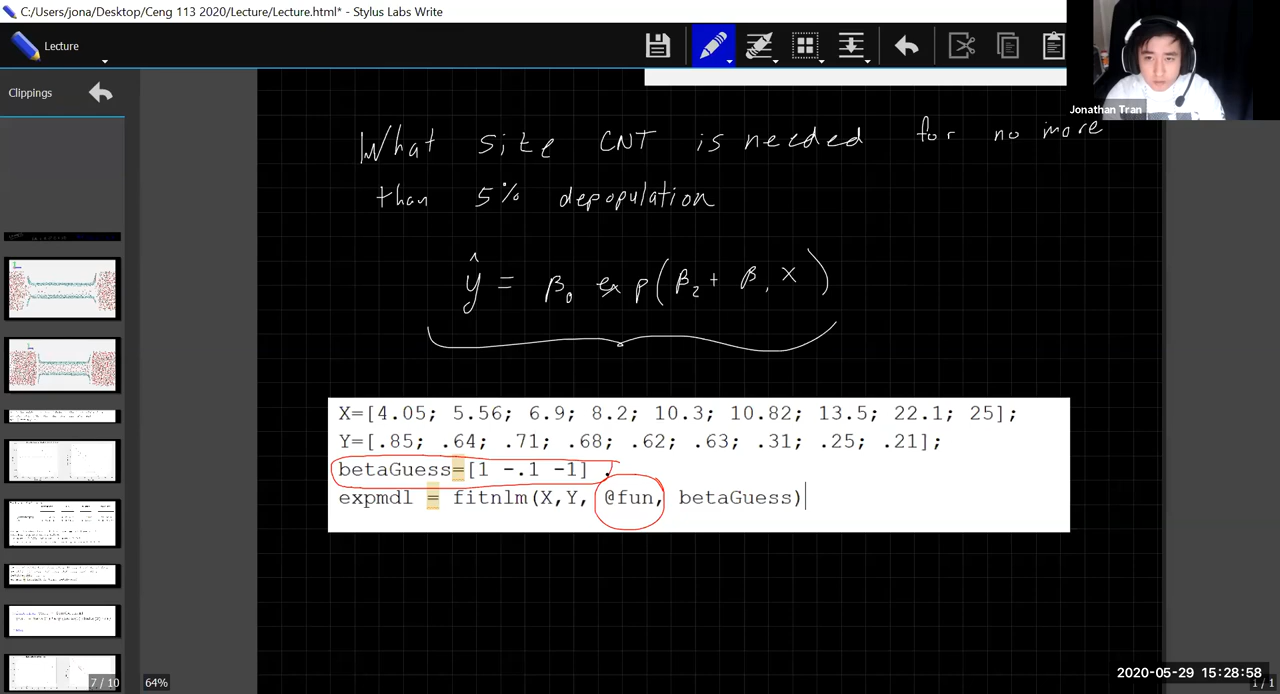 C:/Users/jona/Desktop/Ceng 113 2020/Lecture/Lecture.html* - Stylus Labs Write
Lecture
Clippings
Jonathan Tran
What size CNT is needed for no more
than 5% depopulation
ŷ = β₀ exp(β₂ + β₁ x)
X=[4.05; 5.56; 6.9; 8.2; 10.3; 10.82; 13.5; 22.1; 25];
Y=[.85; .64; .71; .68; .62; .63; .31; .25; .21];
betaGuess=[1 -.1 -1]
expmdl = fitnlm(X,Y, @fun, betaGuess)
2020-05-29 15:28:58
7 / 10
64%
1 / 1